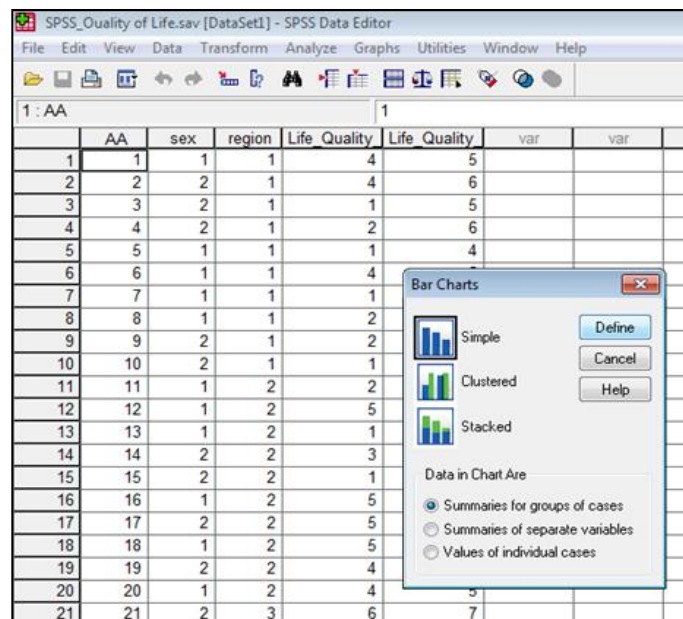 SPSS_Ouality of Life.sav [DataSet1] - SPSS Data Editor
File Edit View Data Transform Analyze Graphs Utilities Window Help
1 : AA 1
AA sex region Life_Quality_ Life_Quality_ var var
1 1 1 1 4 5
2 2 2 1 4 6
3 3 2 1 1 5
4 4 2 1 2 6
5 5 1 1 1 4
6 6 1 1 4
7 7 1 1 1
8 8 1 1 2
9 9 2 1 2
10 10 2 1 1
11 11 1 2 2
12 12 1 2 5
13 13 1 2 1
14 14 2 2 3
15 15 2 2 1
16 16 1 2 5
17 17 2 2 5
18 18 1 2 5
19 19 2 2 4
20 20 1 2 4 5
21 21 2 3 6 7
Bar Charts
Simple
Clustered
Stacked
Define
Cancel
Help
Data in Chart Are
Summaries for groups of cases
Summaries of separate variables
Values of individual cases